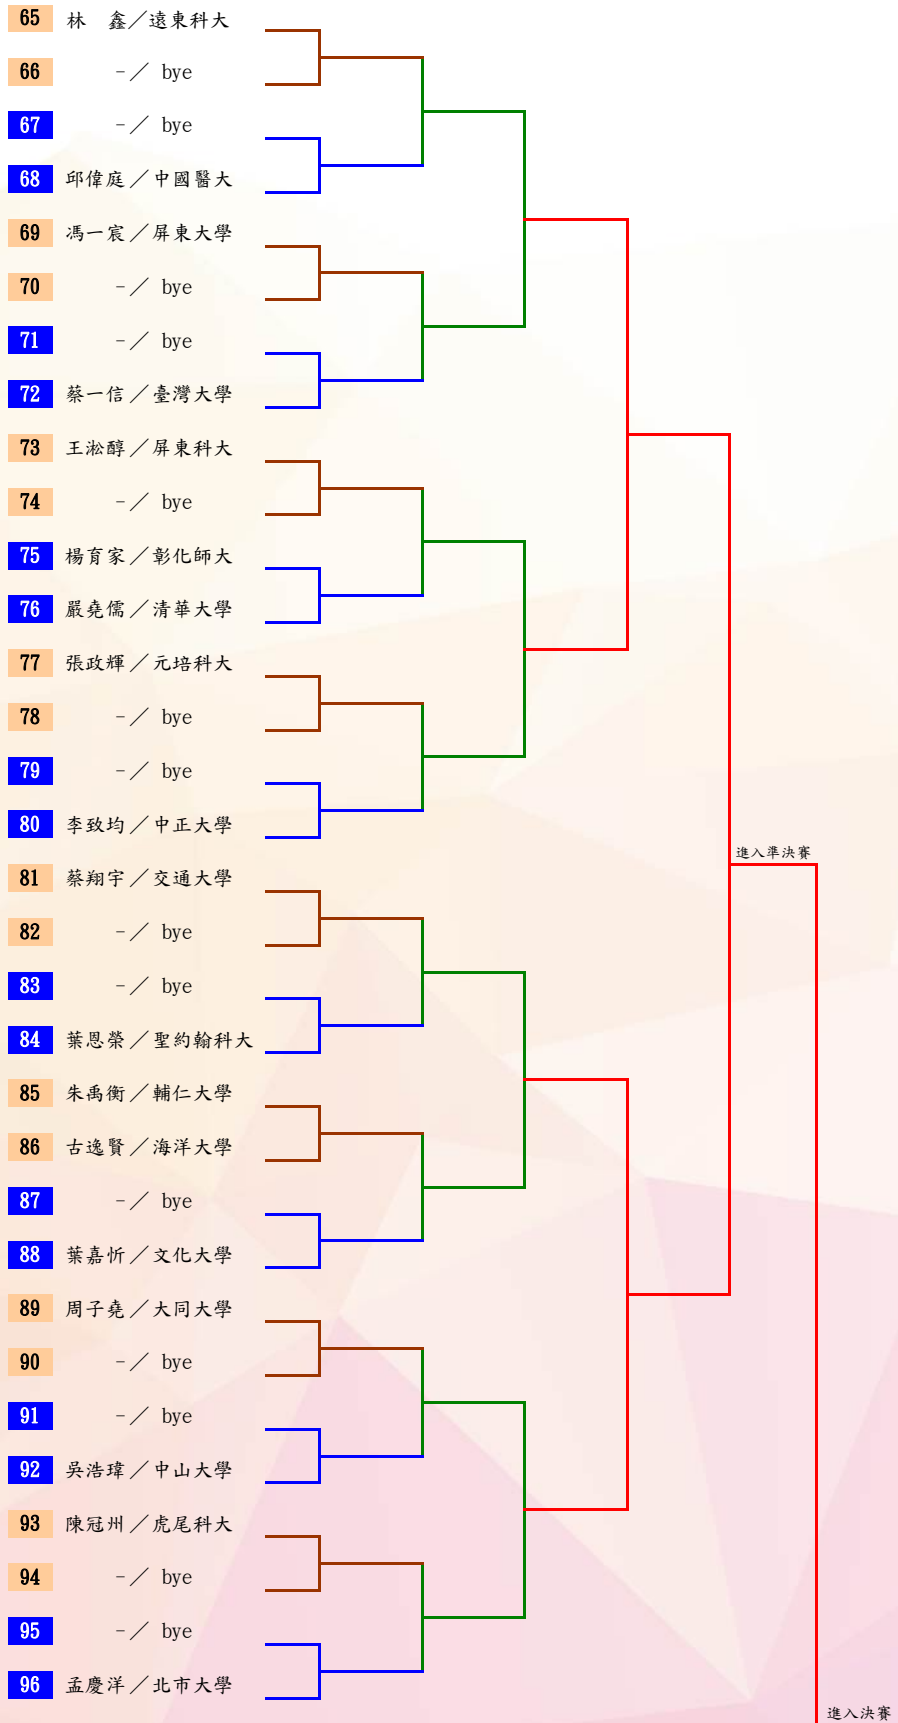 65 林　鑫／遠東科大
66 -／ bye
67 -／ bye
68 邱偉庭／中國醫大
69 馮一宸／屏東大學
70 -／ bye
71 -／ bye
72 蔡一信／臺灣大學
73 王淞醇／屏東科大
74 -／ bye
75 楊育家／彰化師大
76 嚴堯儒／清華大學
77 張政輝／元培科大
78 -／ bye
79 -／ bye
80 李致均／中正大學
進入準決賽
81 蔡翔宇／交通大學
82 -／ bye
83 -／ bye
84 葉恩榮／聖約翰科大
85 朱禹衡／輔仁大學
86 古逸賢／海洋大學
87 -／ bye
88 葉嘉忻／文化大學
89 周子堯／大同大學
90 -／ bye
91 -／ bye
92 吳浩瑋／中山大學
93 陳冠州／虎尾科大
94 -／ bye
95 -／ bye
96 孟慶洋／北市大學
進入決賽